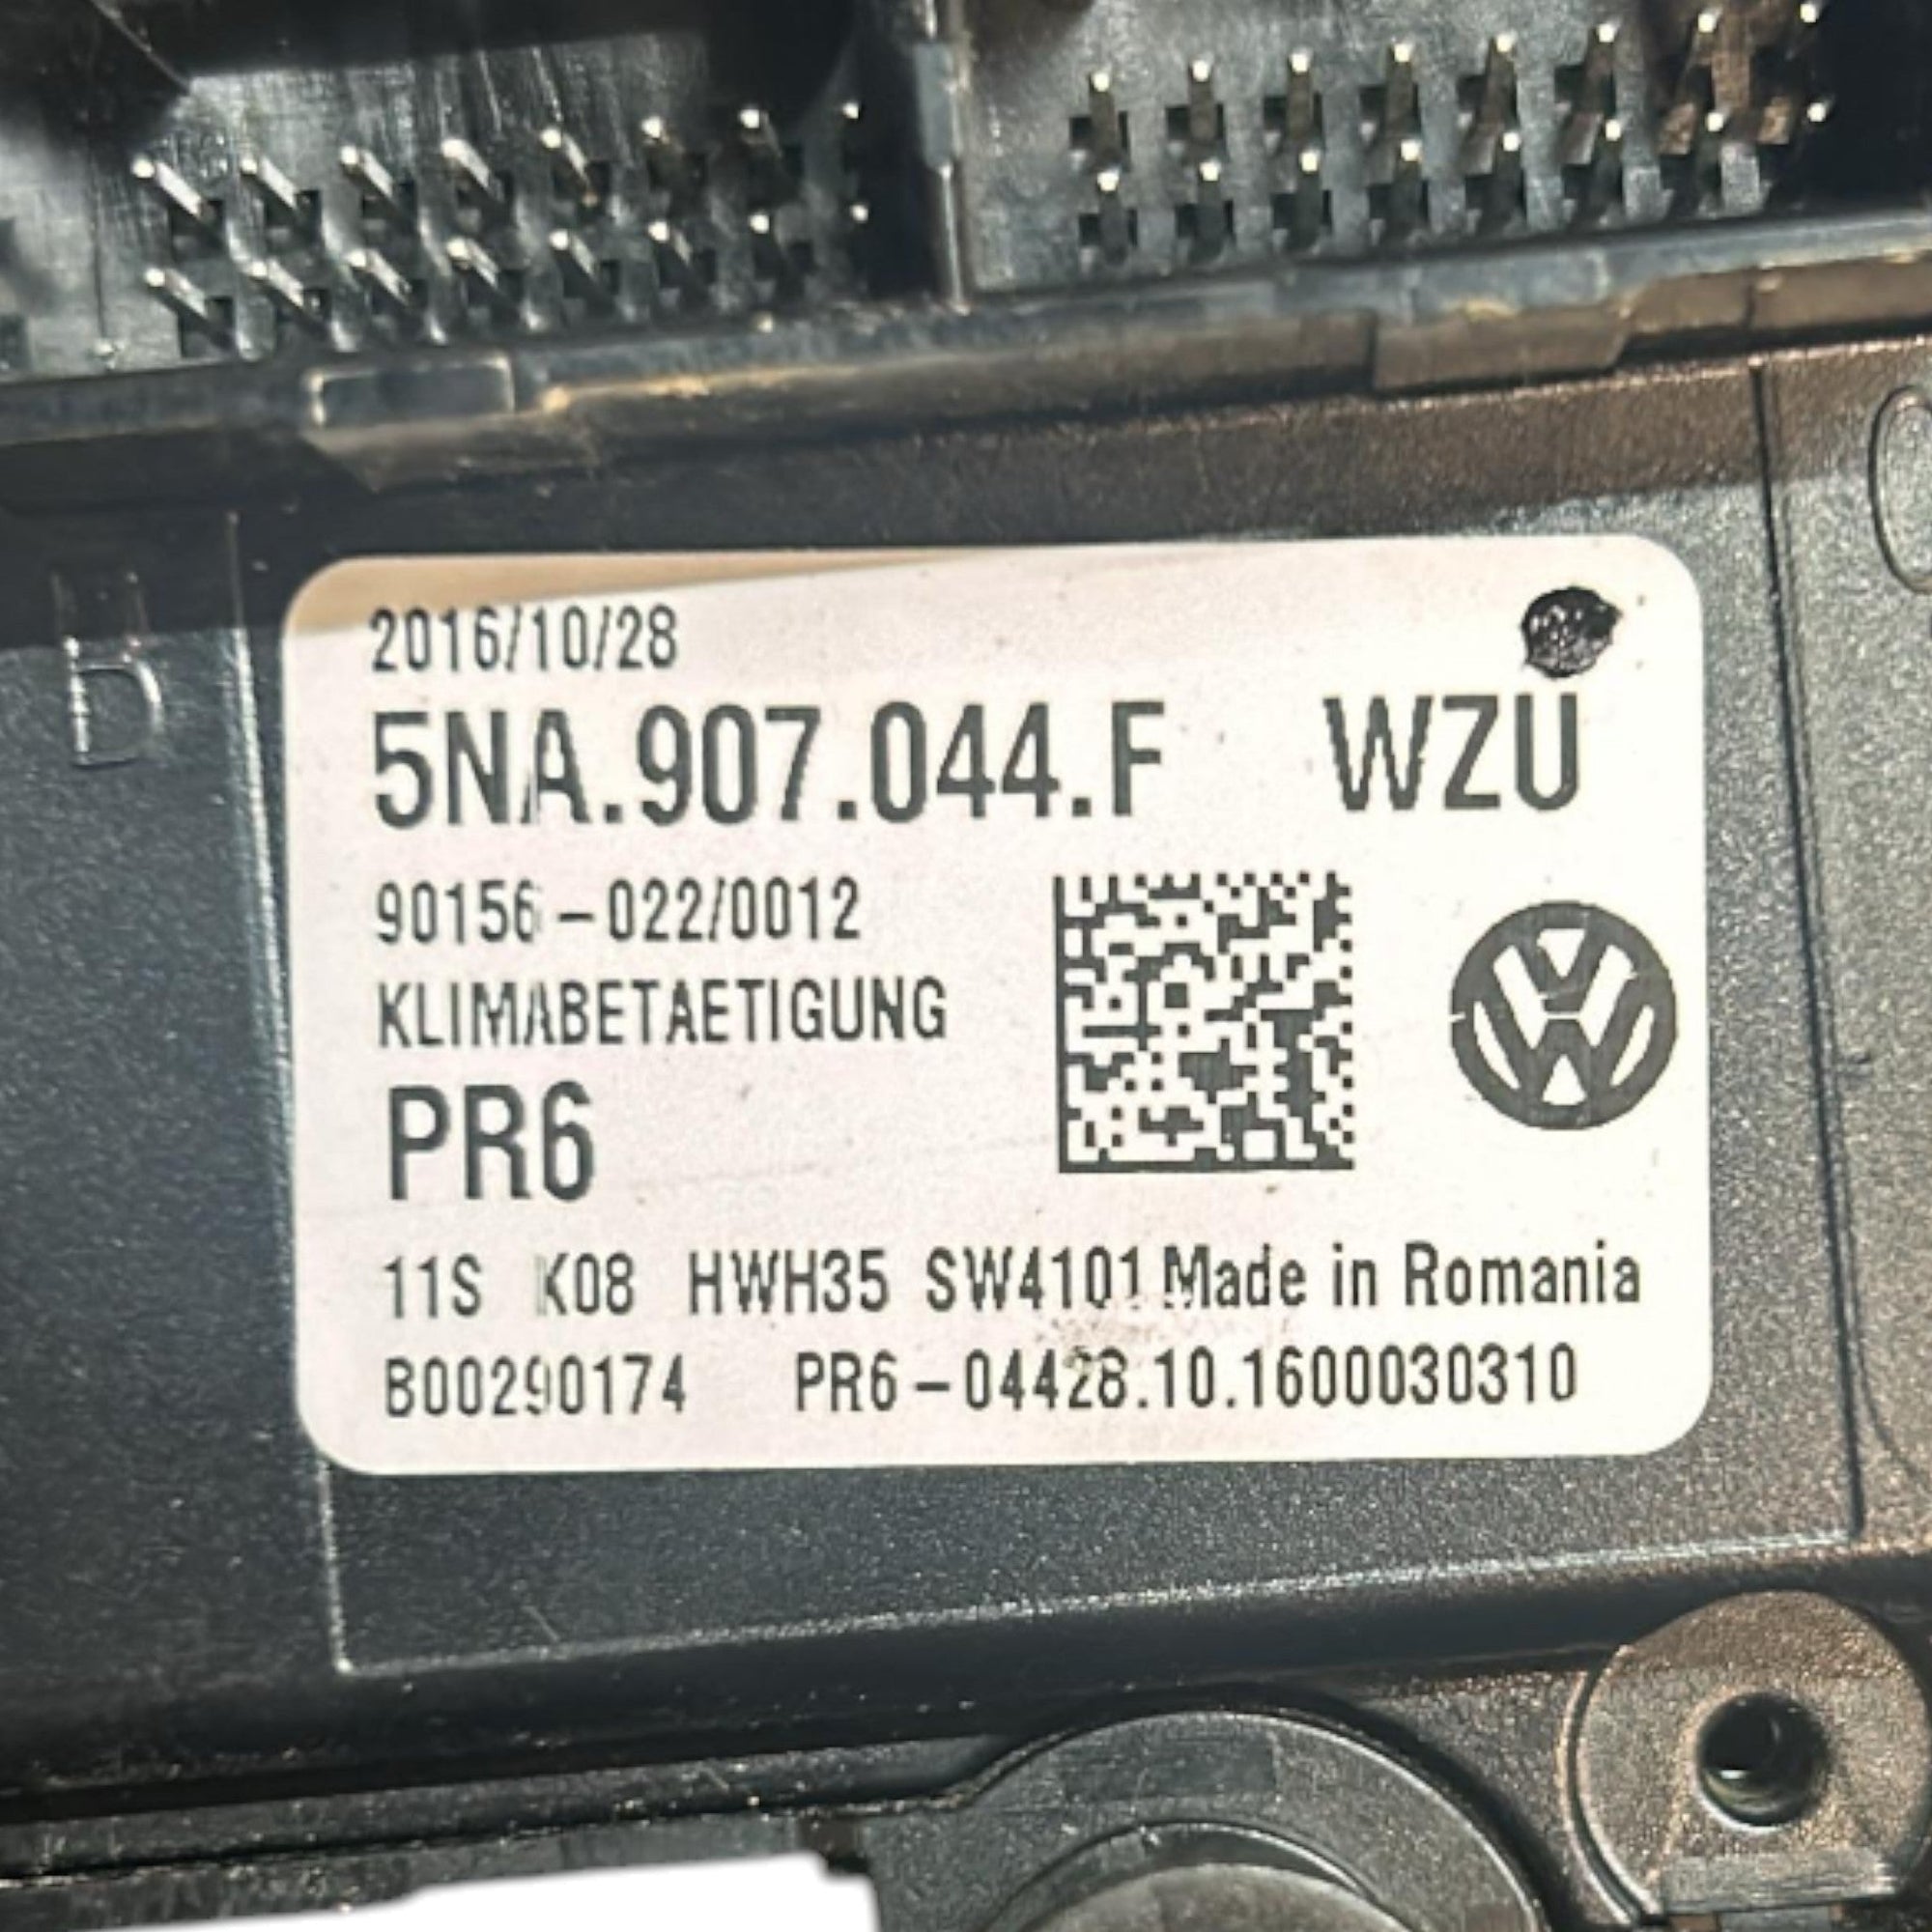 2016/10/28
5NA.907.044.F WZU
90156-022/0012
KLIMABETAETIGUNG
PR6
11S K08 HWH35 SW4101 Made in Romania
B00290174 PR6-04428.10.1600030310